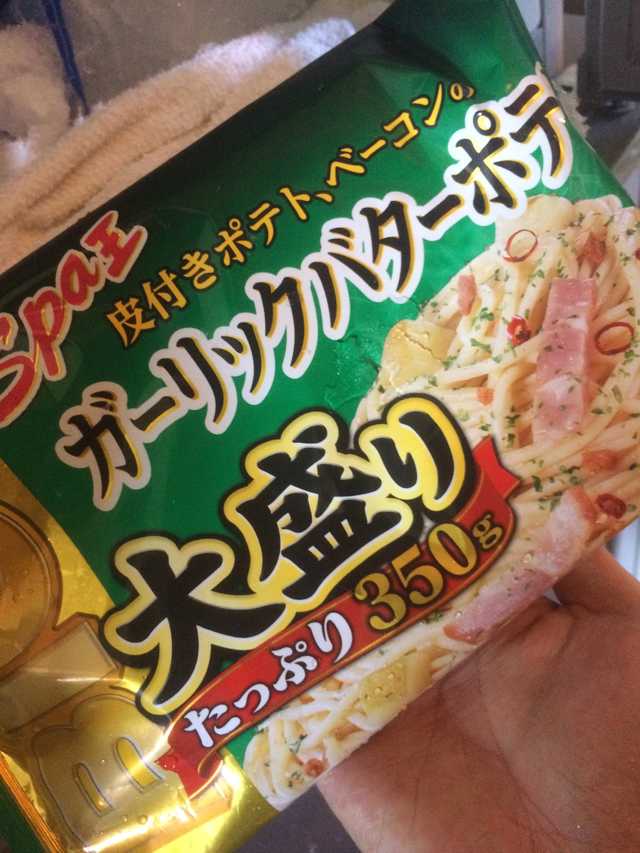 Spa王
皮付きポテト、ベーコンの
ガーリックバターポテ
大盛り
たっぷり 350g